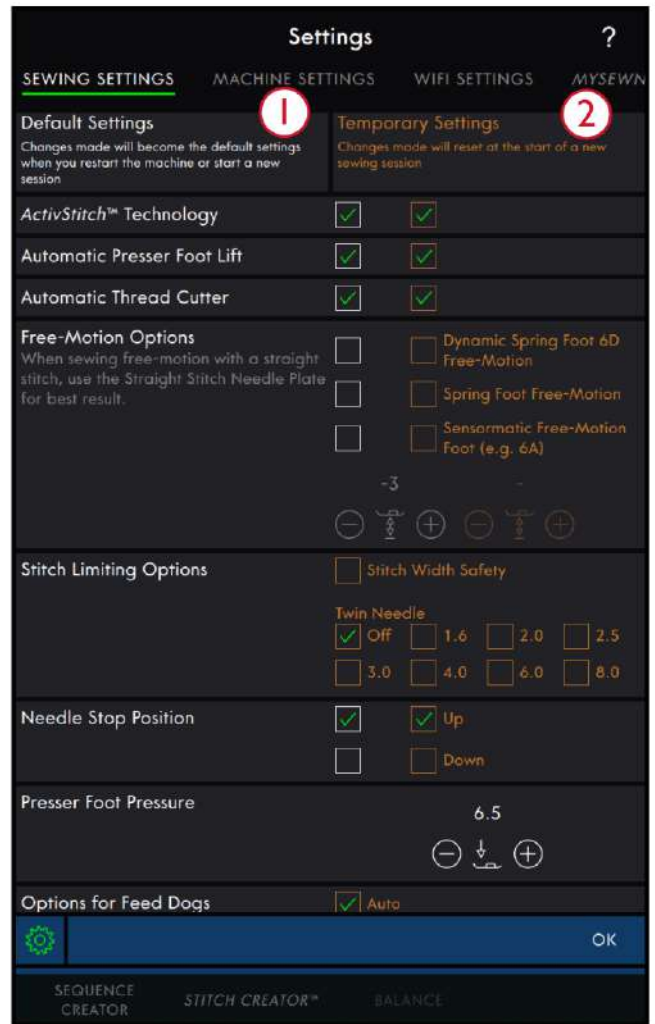 Settings
?
SEWING SETTINGS MACHINE SETTINGS WIFI SETTINGS MYSEWN
1 2
Default Settings
Changes made will become the default settings
when you restart the machine or start a new
session
Temporary Settings
Changes made will reset at the start of a new
sewing session
ActivStitch™ Technology
Automatic Presser Foot Lift
Automatic Thread Cutter
Free-Motion Options
When sewing free-motion with a straight
stitch, use the Straight Stitch Needle Plate
for best result.
Dynamic Spring Foot 6D
Free-Motion
Spring Foot Free-Motion
Sensormatic Free-Motion
Foot (e.g. 6A)
-3 -
Stitch Limiting Options
Stitch Width Safety
Twin Needle
Off 1.6 2.0 2.5
3.0 4.0 6.0 8.0
Needle Stop Position
Up
Down
Presser Foot Pressure
6.5
Options for Feed Dogs
Auto
OK
SEQUENCE
CREATOR
STITCH CREATOR™
BALANCE